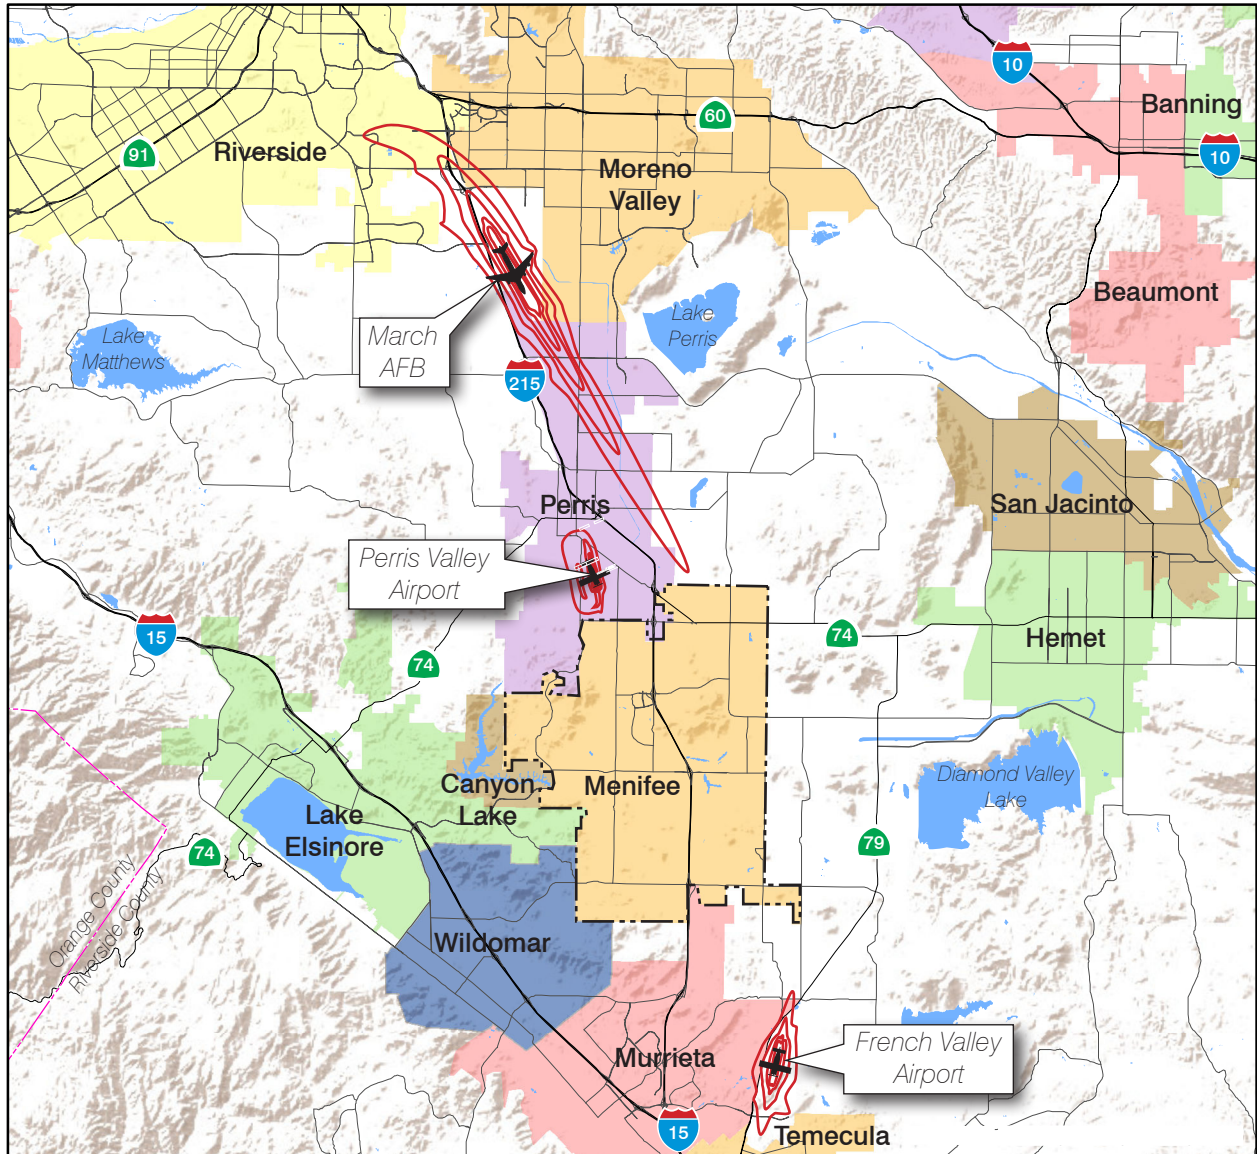 10
Banning
60
91
Riverside
10
Moreno
Valley
Beaumont
Lake
Perris
March
AFB
Lake
Matthews
215
San Jacinto
Perris
Perris Valley
Airport
15
74
Hemet
74
Diamond Valley
Lake
Canyon
Lake
Menifee
Lake
Elsinore
74
79
Orange County
Riverside County
Wildomar
French Valley
Airport
Murrieta
15
Temecula